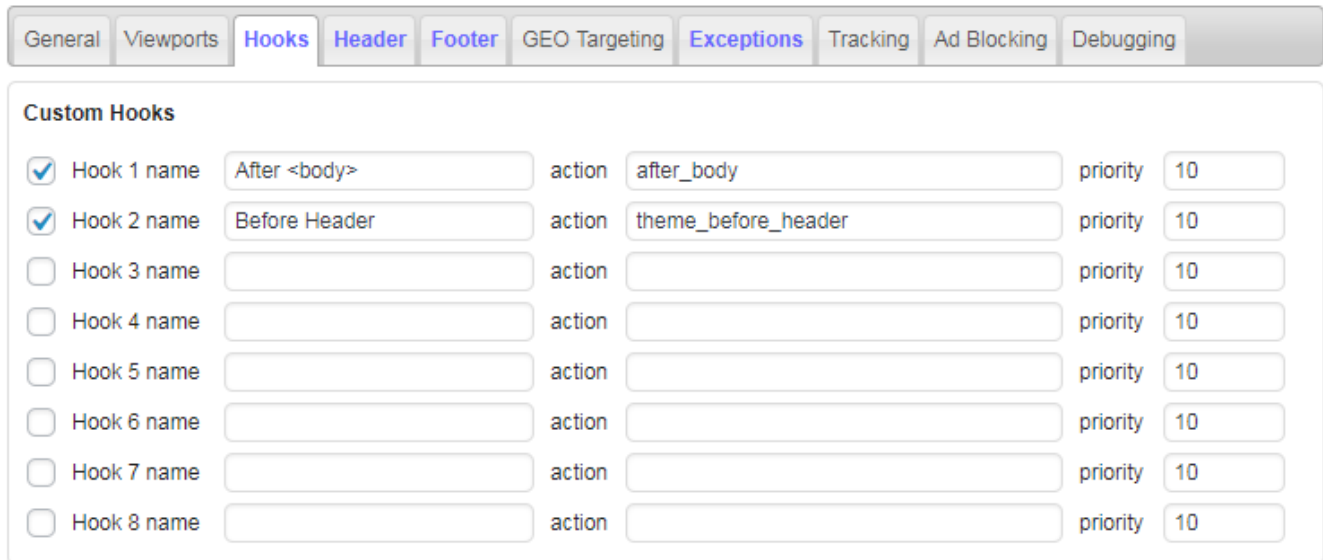 General Viewports Hooks Header Footer GEO Targeting Exceptions Tracking Ad Blocking Debugging
Custom Hooks
Hook 1 name After <body> action after_body priority 10
Hook 2 name Before Header action theme_before_header priority 10
Hook 3 name action priority 10
Hook 4 name action priority 10
Hook 5 name action priority 10
Hook 6 name action priority 10
Hook 7 name action priority 10
Hook 8 name action priority 10